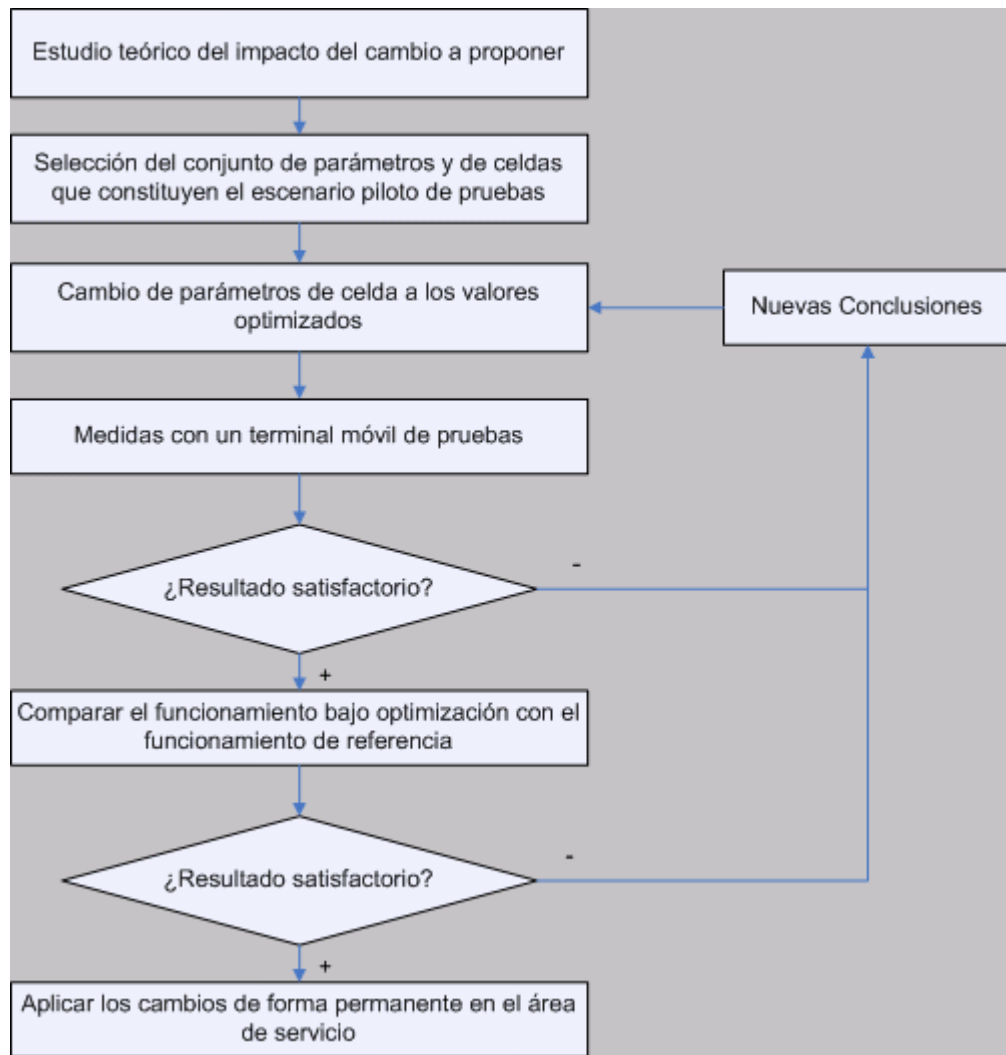 Estudio teórico del impacto del cambio a proponer
Selección del conjunto de parámetros y de celdas
que constituyen el escenario piloto de pruebas
Cambio de parámetros de celda a los valores
optimizados
Nuevas Conclusiones
Medidas con un terminal móvil de pruebas
¿Resultado satisfactorio?
-
+
Comparar el funcionamiento bajo optimización con el
funcionamiento de referencia
¿Resultado satisfactorio?
-
+
Aplicar los cambios de forma permanente en el área
de servicio